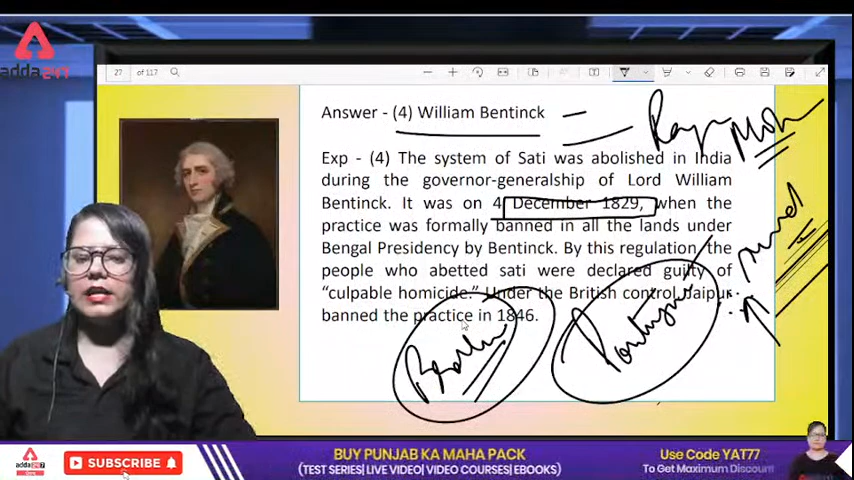 adda247
27 of 117
Answer - (4) William Bentinck
Raja Moh
Exp - (4) The system of Sati was abolished in India
during the governor-generalship of Lord William
Bentinck. It was on 4 December 1829, when the
practice was formally banned in all the lands under
Bengal Presidency by Bentinck. By this regulation, the
people who abetted sati were declared guilty of
"culpable homicide." Under the British control Jaipur
banned the practice in 1846.
adda247
SUBSCRIBE
BUY PUNJAB KA MAHA PACK
(TEST SERIES| LIVE VIDEO| VIDEO COURSES| EBOOKS)
Use Code YAT77
To Get Maximum Discount